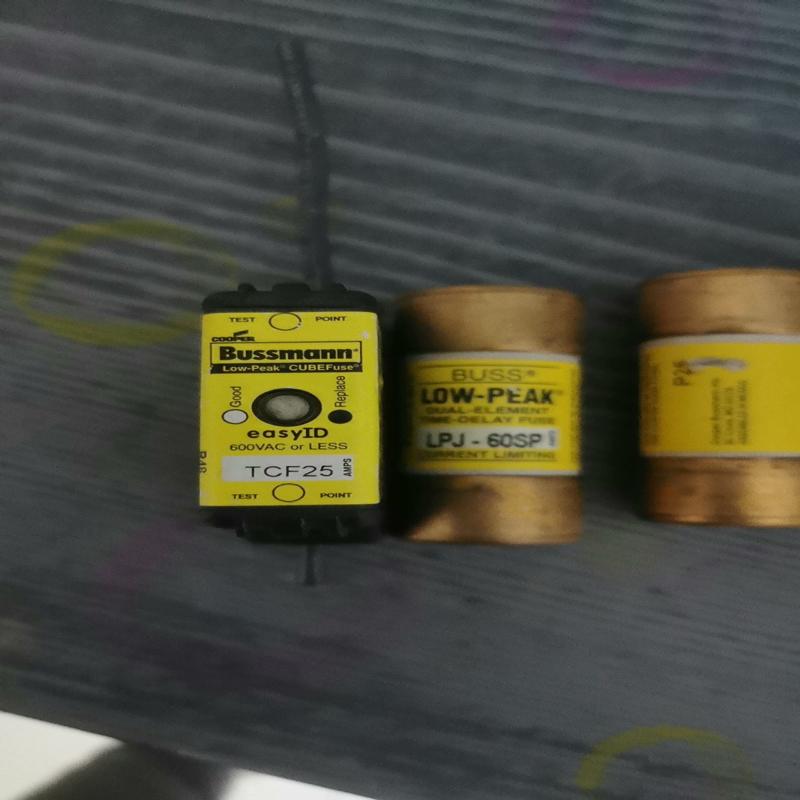 TEST POINT
COOPER
Bussmann®
Low-Peak® CUBEFuse®
Good
Replace
easyID
600VAC or LESS
TCF25 AMPS
TEST POINT
BUSS®
LOW-PEAK
DUAL-ELEMENT
TIME-DELAY FUSE
LPJ - 60SP
CURRENT LIMITING